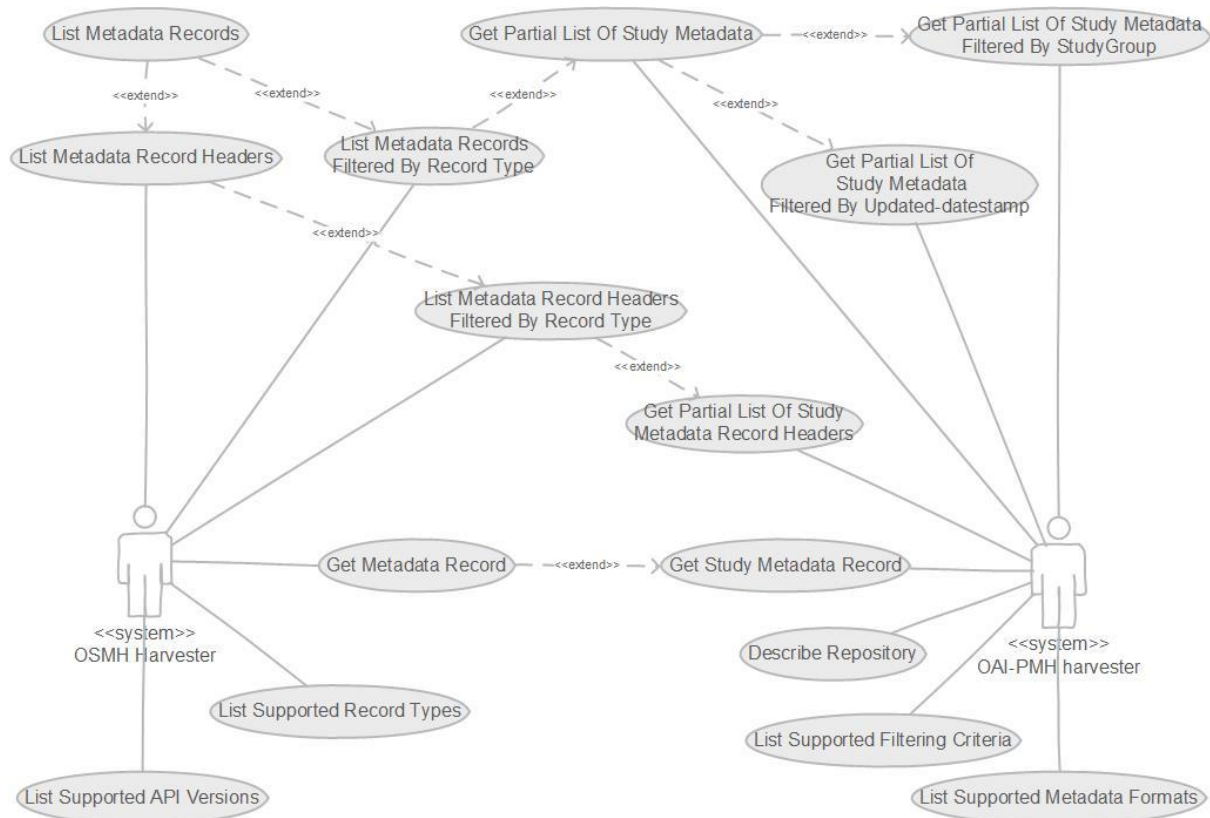 List Metadata Records
Get Partial List Of Study Metadata
<<extend>>
Get Partial List Of Study Metadata
Filtered By StudyGroup
<<extend>>
<<extend>>
<<extend>>
<<extend>>
List Metadata Record Headers
List Metadata Records
Filtered By Record Type
Get Partial List Of
Study Metadata
Filtered By Updated-datestamp
<<extend>>
List Metadata Record Headers
Filtered By Record Type
<<extend>>
Get Partial List Of Study
Metadata Record Headers
Get Metadata Record
<<extend>>
Get Study Metadata Record
<<system>>
OSMH Harvester
<<system>>
OAI-PMH harvester
Describe Repository
List Supported Record Types
List Supported Filtering Criteria
List Supported API Versions
List Supported Metadata Formats